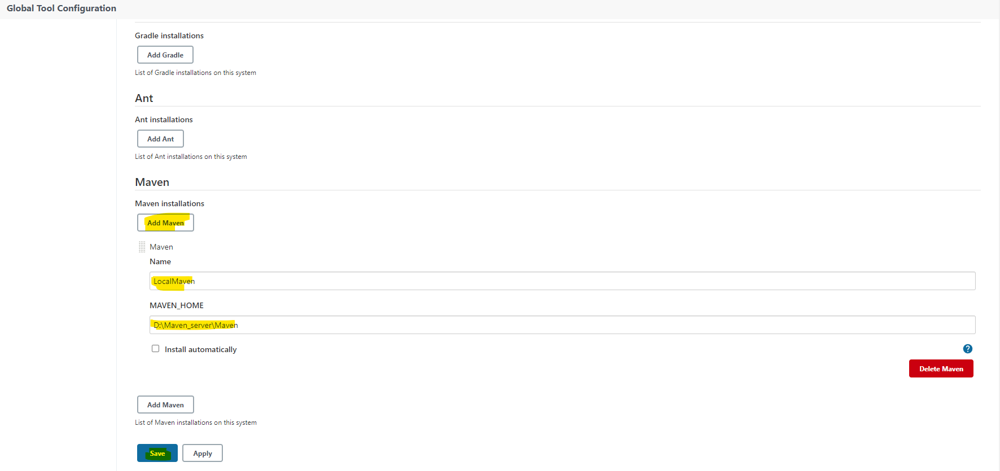 Global Tool Configuration
Gradle installations
Add Gradle
List of Gradle installations on this system
Ant
Ant installations
Add Ant
List of Ant installations on this system
Maven
Maven installations
Add Maven
Maven
Name
LocalMaven
MAVEN_HOME
D:\Maven_server\Maven
Install automatically
?
Delete Maven
Add Maven
List of Maven installations on this system
Save Apply